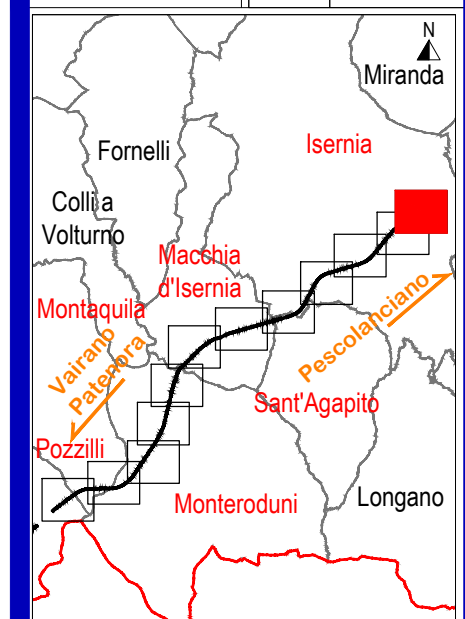 N
Miranda
Isernia
Fornelli
Colli a
Volturno
Macchia
d'Isernia
Montaquila
Vairano
Patenora
Pescolanciano
Sant'Agapito
Pozzilli
Monteroduni
Longano